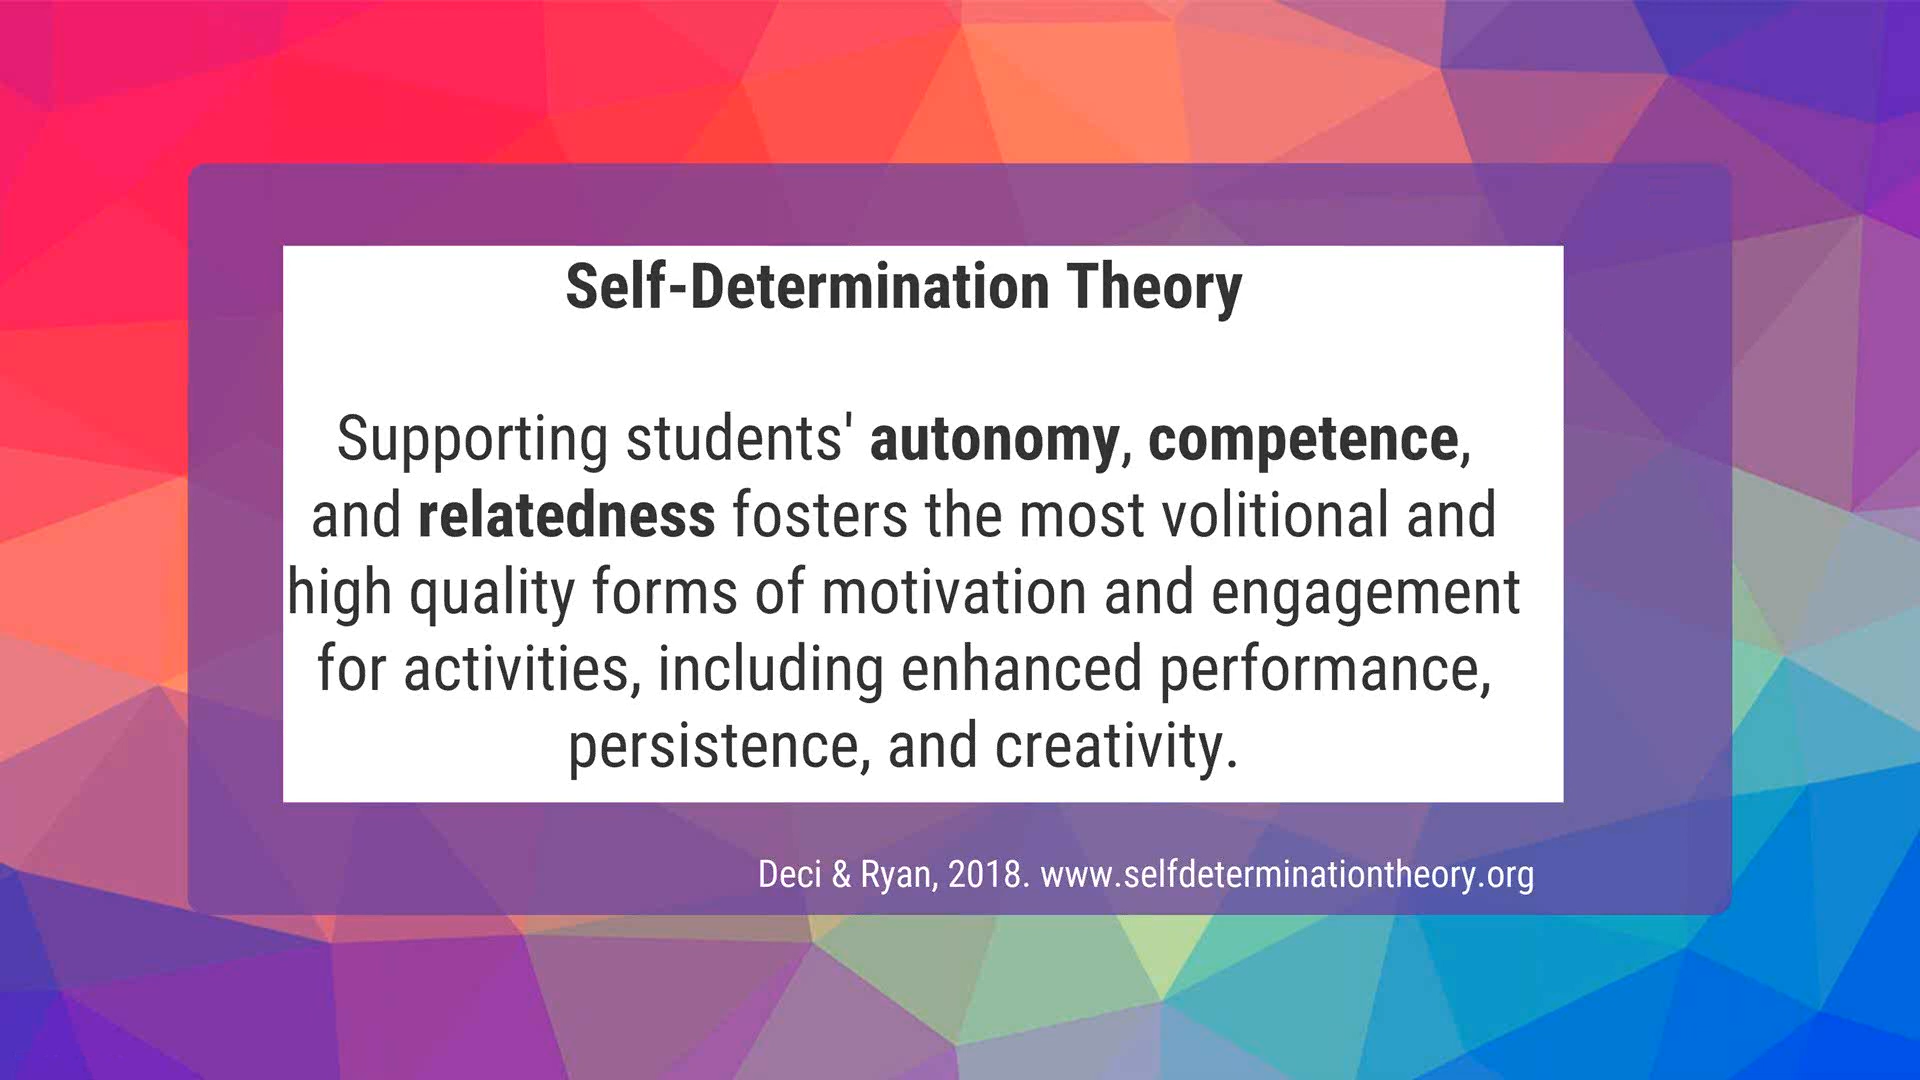 Self-Determination Theory
Supporting students' autonomy, competence,
and relatedness fosters the most volitional and
high quality forms of motivation and engagement
for activities, including enhanced performance,
persistence, and creativity.
Deci & Ryan, 2018. www.selfdeterminationtheory.org